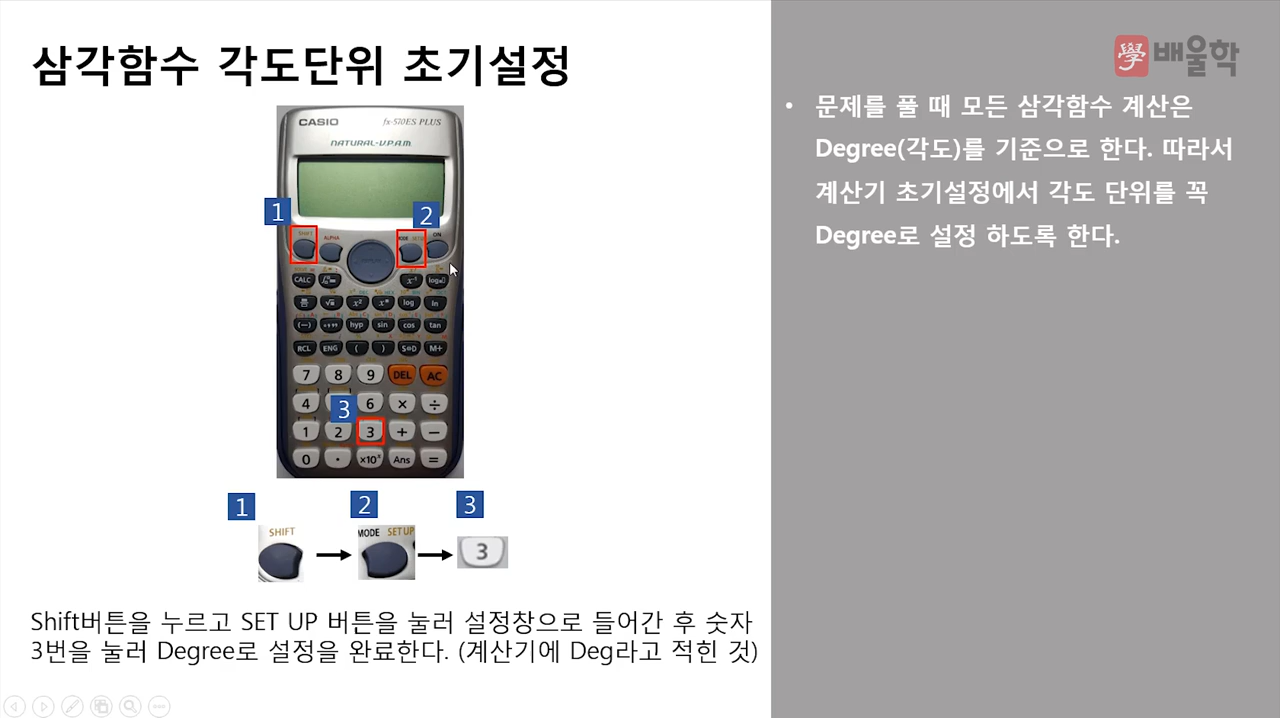 삼각함수 각도단위 초기설정
學 배울학
• 문제를 풀 때 모든 삼각함수 계산은
Degree(각도)를 기준으로 한다. 따라서
계산기 초기설정에서 각도 단위를 꼭
Degree로 설정 하도록 한다.
CASIO fx-570ES PLUS
NATURAL-V.P.A.M.
1 2
SHIFT ALPHA MODE SETUP ON
CALC x⁻¹
√ x² log ln
(−) hyp sin cos tan
RCL ENG ( ) S⇔D M+
7 8 9 DEL AC
3
4 6 × ÷
1 2 3 + −
0 · ×10ˣ Ans =
1 2 3
SHIFT MODE SETUP 3
Shift버튼을 누르고 SET UP 버튼을 눌러 설정창으로 들어간 후 숫자
3번을 눌러 Degree로 설정을 완료한다. (계산기에 Deg라고 적힌 것)